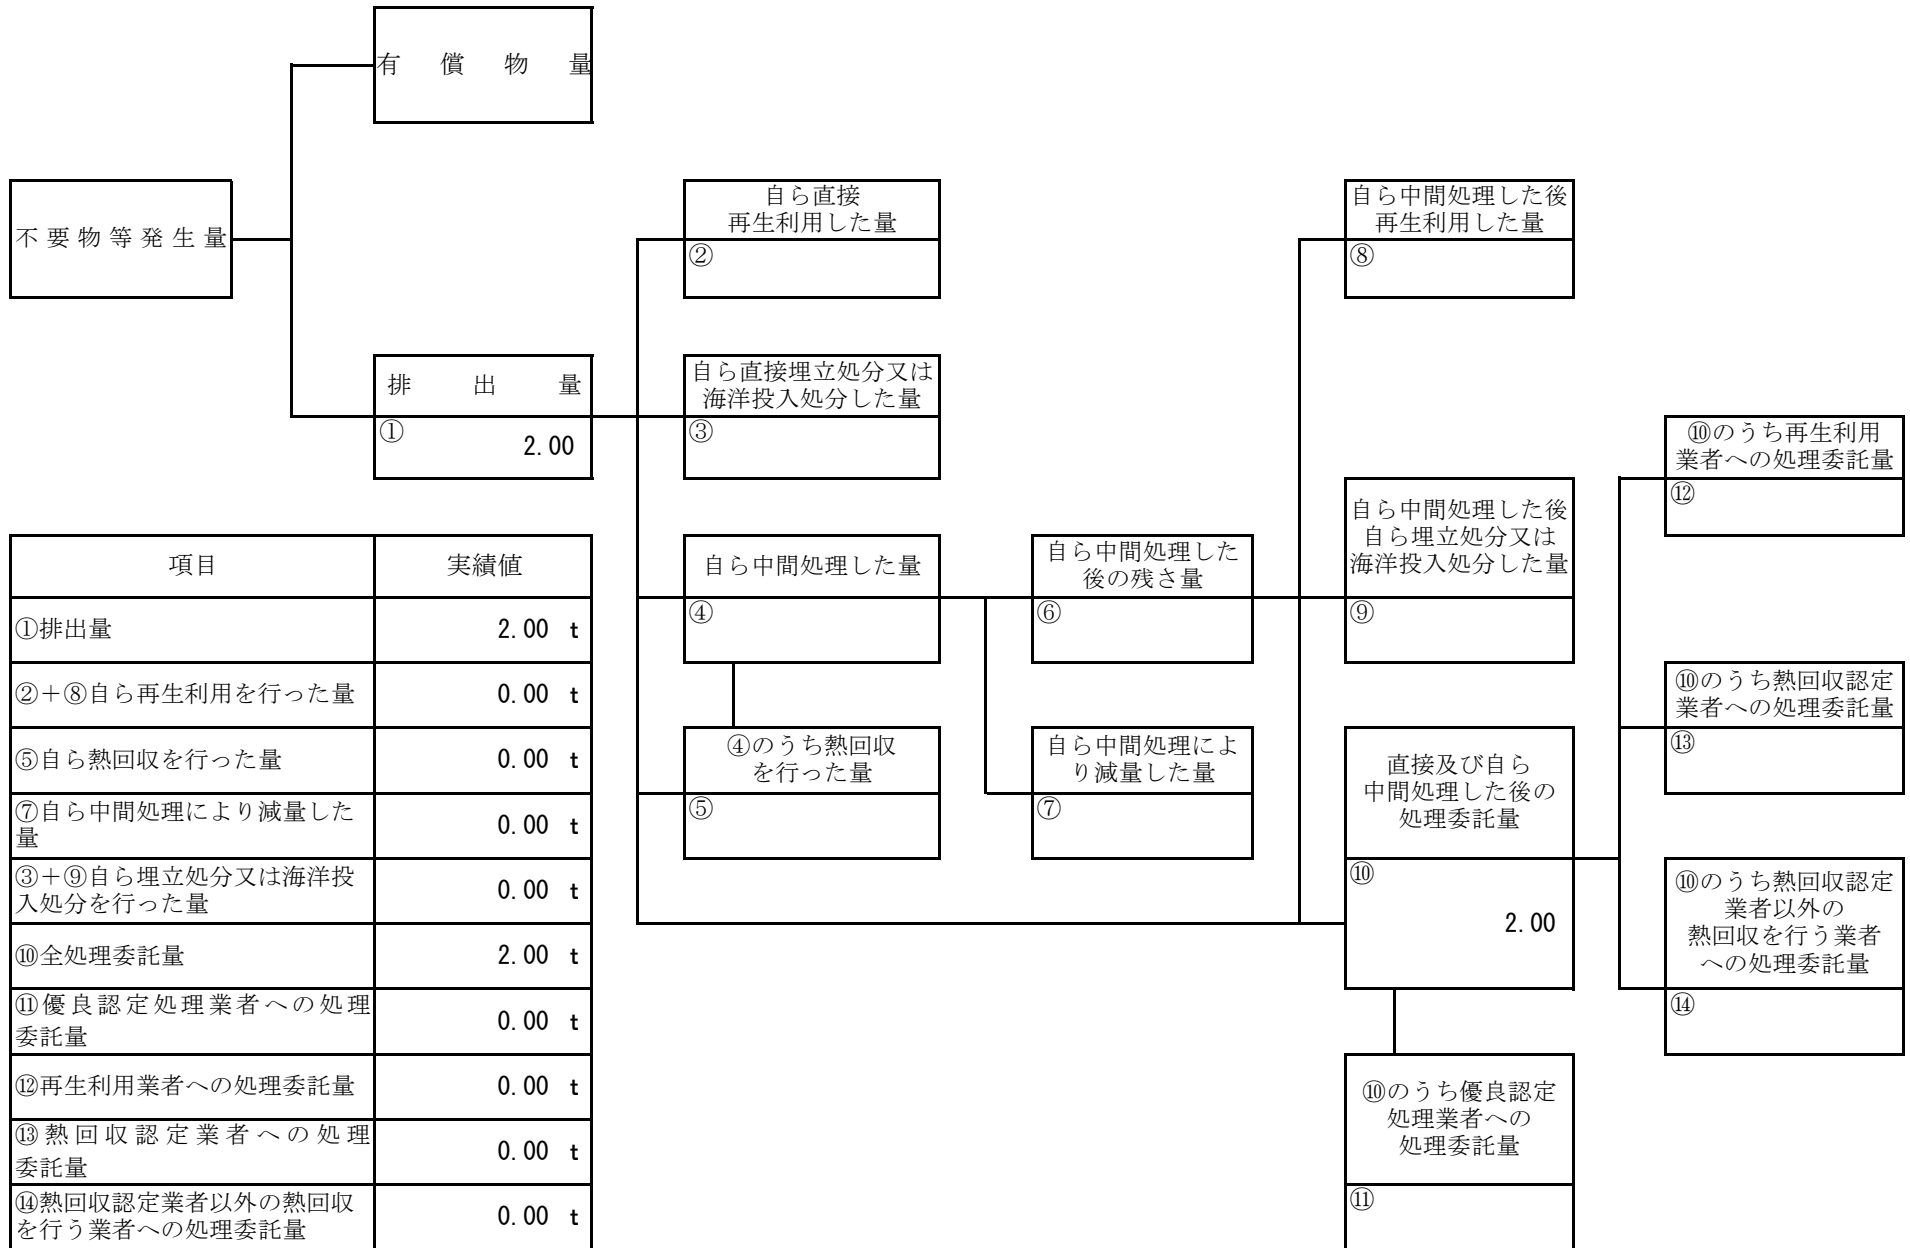 有償物量
不要物等発生量
自ら直接
再生利用した量
②
自ら中間処理した後
再生利用した量
⑧
排出量
①
2.00
自ら直接埋立処分又は
海洋投入処分した量
③
⑩のうち再生利用
業者への処理委託量
⑫
自ら中間処理した量
④
自ら中間処理した
後の残さ量
⑥
自ら中間処理した後
自ら埋立処分又は
海洋投入処分した量
⑨
⑩のうち熱回収認定
業者への処理委託量
⑬
④のうち熱回収
を行った量
⑤
自ら中間処理によ
り減量した量
⑦
直接及び自ら
中間処理した後の
処理委託量
⑩
2.00
⑩のうち熱回収認定
業者以外の
熱回収を行う業者
への処理委託量
⑭
⑩のうち優良認定
処理業者への
処理委託量
⑪
項目 実績値
①排出量 2.00 t
②+⑧自ら再生利用を行った量 0.00 t
⑤自ら熱回収を行った量 0.00 t
⑦自ら中間処理により減量した
量 0.00 t
③+⑨自ら埋立処分又は海洋投
入処分を行った量 0.00 t
⑩全処理委託量 2.00 t
⑪優良認定処理業者への処理
委託量 0.00 t
⑫再生利用業者への処理委託量 0.00 t
⑬熱回収認定業者への処理
委託量 0.00 t
⑭熱回収認定業者以外の熱回収
を行う業者への処理委託量 0.00 t